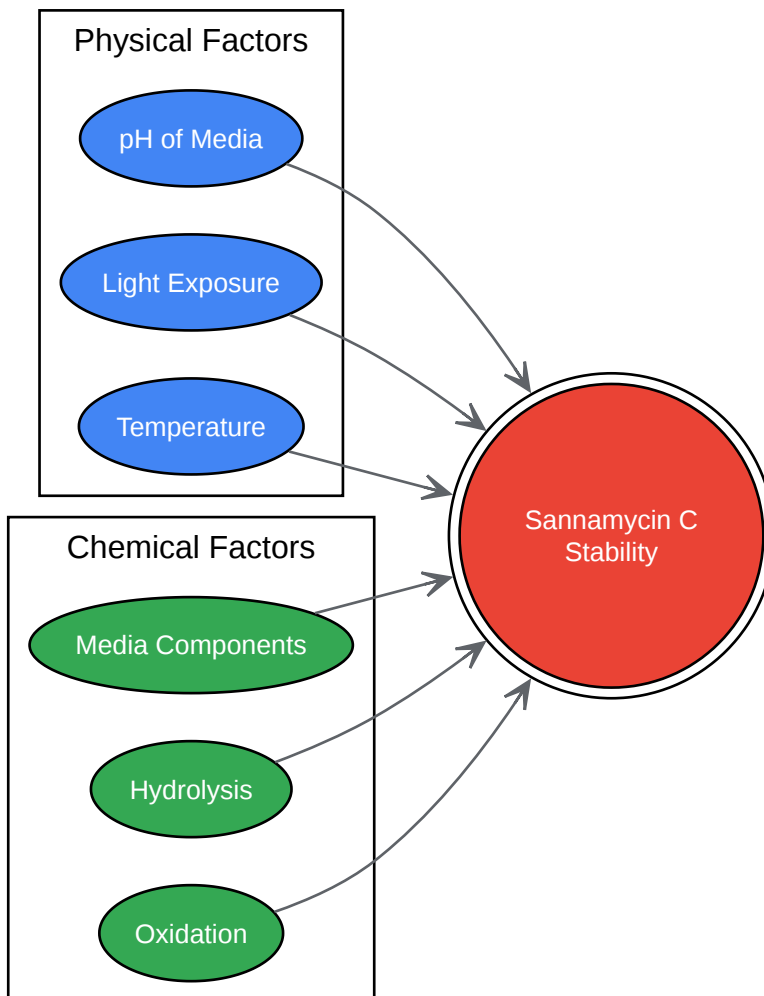 Physical Factors
pH of Media
Light Exposure
Temperature
Chemical Factors
Media Components
Hydrolysis
Oxidation
Sannamycin C
Stability